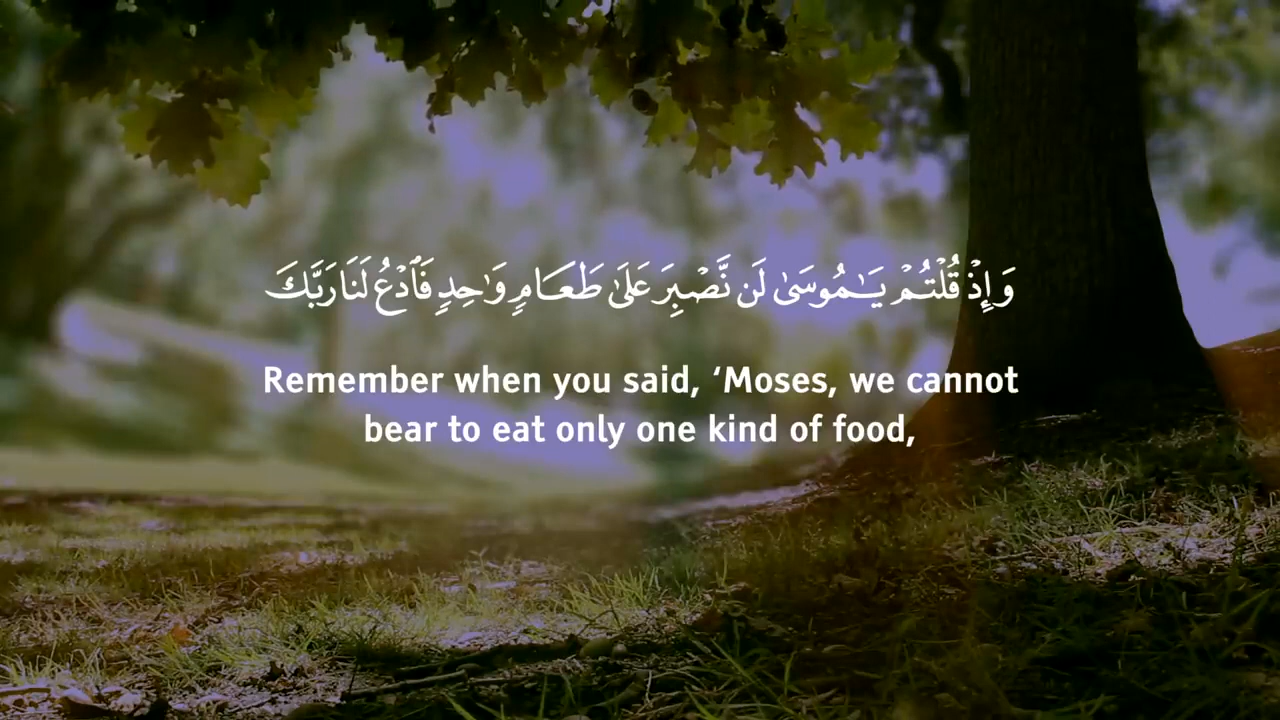 وَإِذْ قُلْتُمْ يَـٰمُوسَىٰ لَن نَّصْبِرَ عَلَىٰ طَعَامٍ وَٰحِدٍ فَٱدْعُ لَنَا رَبَّكَ
Remember when you said, ‘Moses, we cannot
bear to eat only one kind of food,